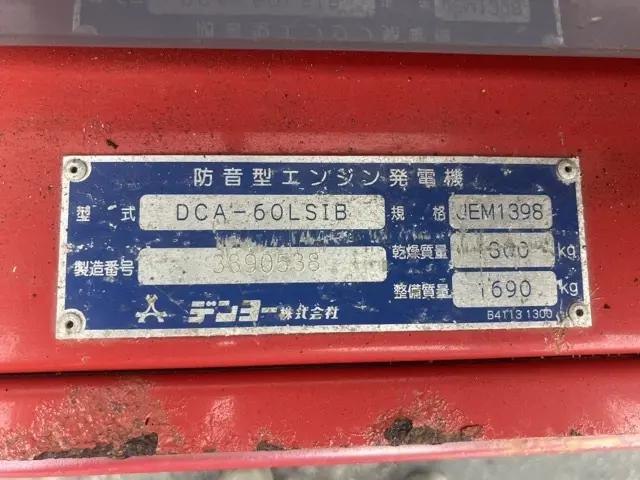 防音型エンジン発電機
型式 DCA-60LSIB 規格 JEM1398
製造番号 3690538 乾燥質量 1300 kg
整備質量 1690 kg
デンヨー株式会社 B4113 1300